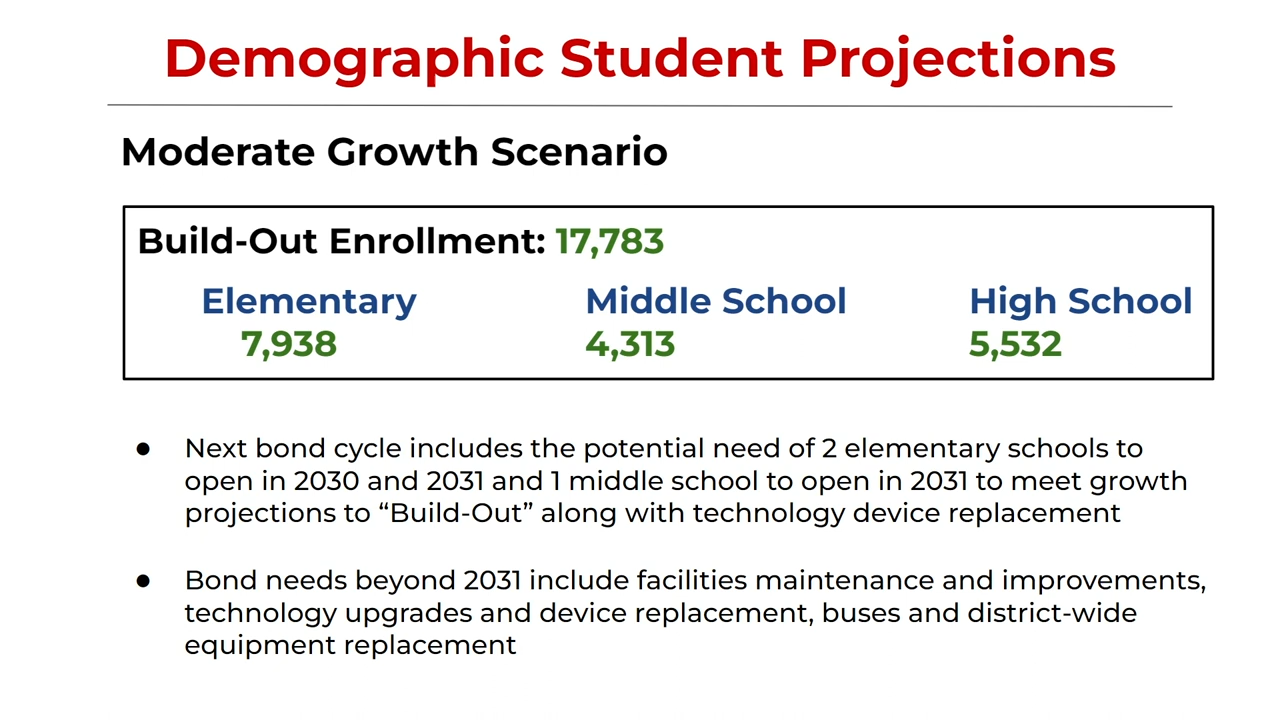 Demographic Student Projections
Moderate Growth Scenario
Build-Out Enrollment: 17,783
Elementary Middle School High School
7,938 4,313 5,532
● Next bond cycle includes the potential need of 2 elementary schools to
open in 2030 and 2031 and 1 middle school to open in 2031 to meet growth
projections to “Build-Out” along with technology device replacement
● Bond needs beyond 2031 include facilities maintenance and improvements,
technology upgrades and device replacement, buses and district-wide
equipment replacement